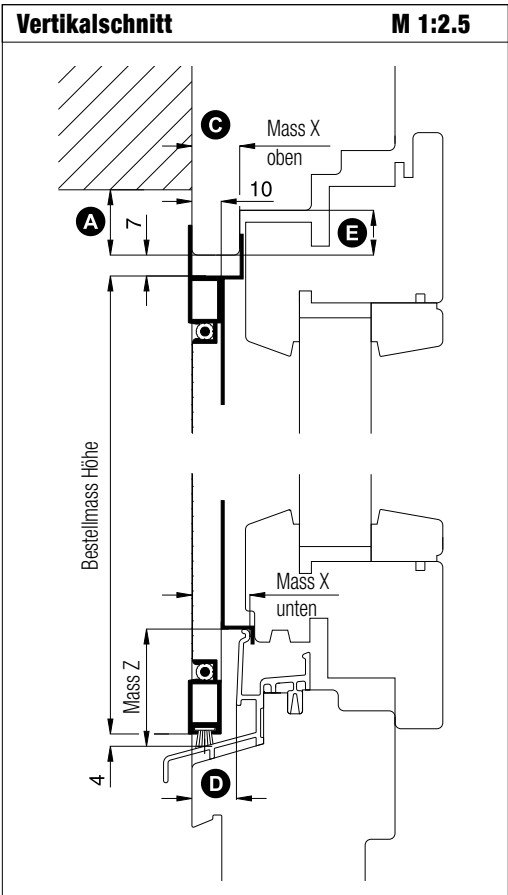 Vertikalschnitt M 1:2.5
C
Mass X
oben
10
A
7
E
Bestellmass Höhe
Mass X
unten
Mass Z
4
D